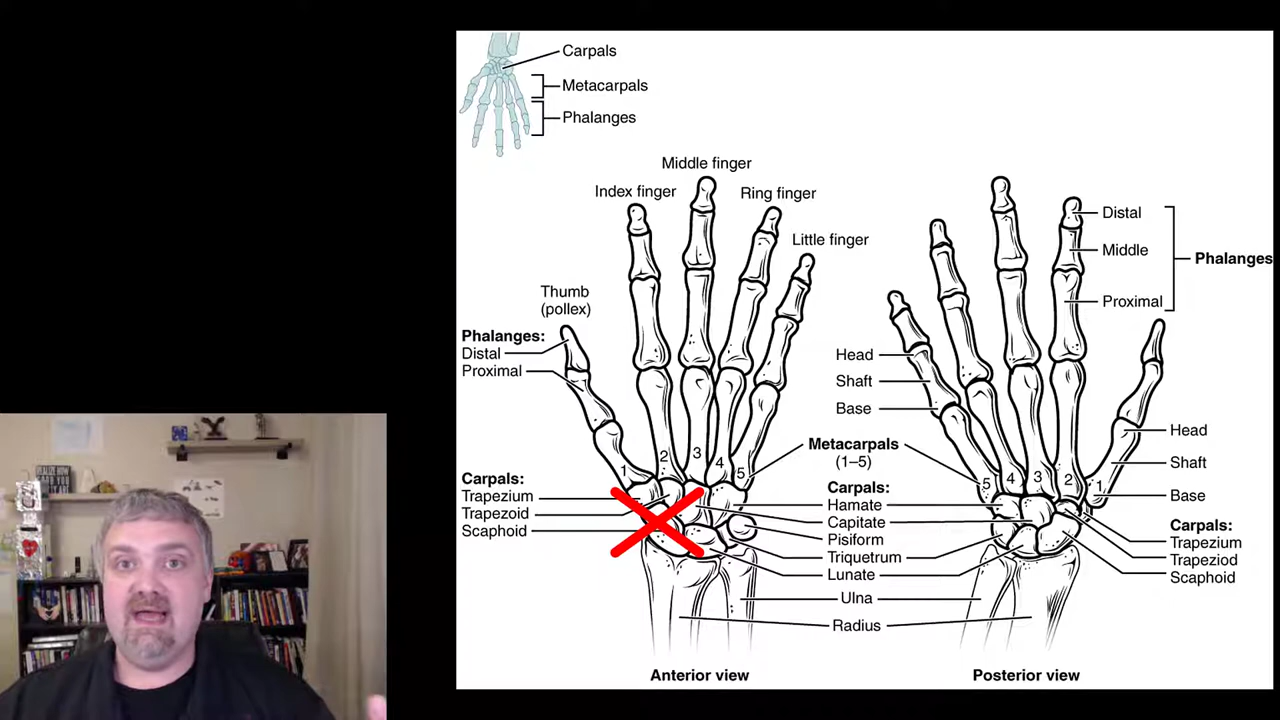 Carpals
Metacarpals
Phalanges
Middle finger
Index finger
Ring finger
Little finger
Thumb
(pollex)
Phalanges:
Distal
Proximal
1
2
3
4
5
Carpals:
Trapezium
Trapezoid
Scaphoid
Distal
Middle
Proximal
Phalanges
Head
Shaft
Base
Metacarpals
(1–5)
Head
Shaft
Base
5
4
3
2
1
Carpals:
Hamate
Capitate
Pisiform
Triquetrum
Lunate
Ulna
Radius
Carpals:
Trapezium
Trapeziod
Scaphoid
Anterior view
Posterior view